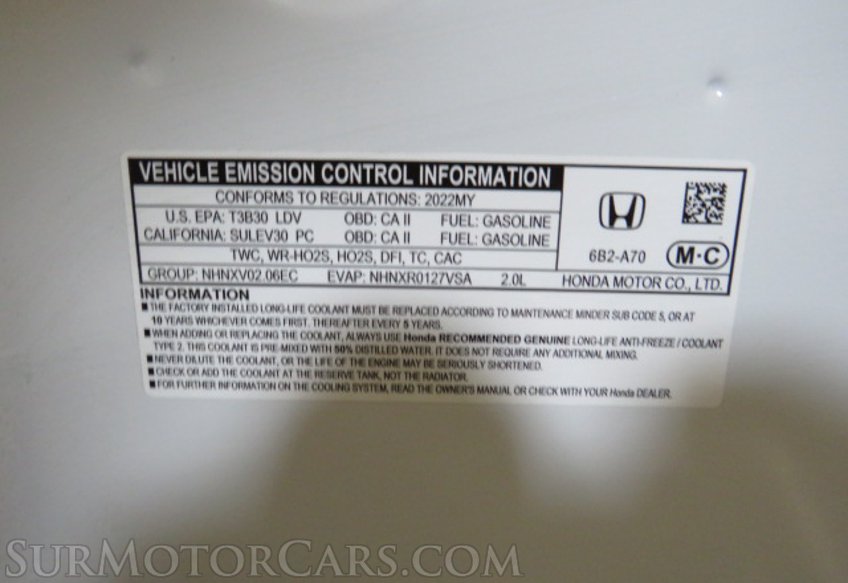 VEHICLE EMISSION CONTROL INFORMATION
CONFORMS TO REGULATIONS: 2022MY
U.S. EPA: T3B30 LDV OBD: CA II FUEL: GASOLINE
CALIFORNIA: SULEV30 PC OBD: CA II FUEL: GASOLINE
TWC, WR-HO2S, HO2S, DFI, TC, CAC
6B2-A70 M·C
GROUP: NHNXV02.06EC EVAP: NHNXR0127VSA 2.0L HONDA MOTOR CO., LTD.
INFORMATION
■THE FACTORY INSTALLED LONG-LIFE COOLANT MUST BE REPLACED ACCORDING TO MAINTENANCE MINDER SUB CODE 5, OR AT
10 YEARS WHICHEVER COMES FIRST. THEREAFTER EVERY 5 YEARS.
■WHEN ADDING OR REPLACING THE COOLANT, ALWAYS USE Honda RECOMMENDED GENUINE LONG-LIFE ANTI-FREEZE / COOLANT
TYPE 2. THIS COOLANT IS PRE-MIXED WITH 50% DISTILLED WATER. IT DOES NOT REQUIRE ANY ADDITIONAL MIXING.
■NEVER DILUTE THE COOLANT, OR THE LIFE OF THE ENGINE MAY BE SERIOUSLY SHORTENED.
■CHECK OR ADD THE COOLANT AT THE RESERVE TANK, NOT THE RADIATOR.
■FOR FURTHER INFORMATION ON THE COOLING SYSTEM, READ THE OWNER'S MANUAL OR CHECK WITH YOUR Honda DEALER.
SURMOTORCARS.COM